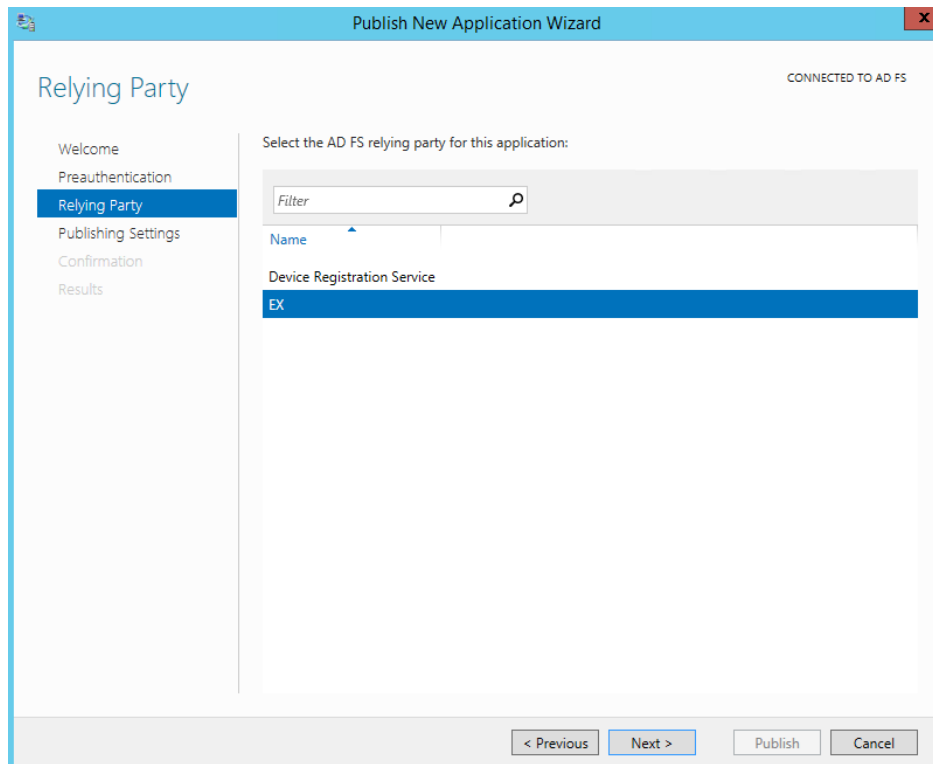 Publish New Application Wizard
x
Relying Party
CONNECTED TO AD FS
Welcome
Preauthentication
Relying Party
Publishing Settings
Confirmation
Results
Select the AD FS relying party for this application:
Filter
Name
Device Registration Service
EX
< Previous
Next >
Publish
Cancel